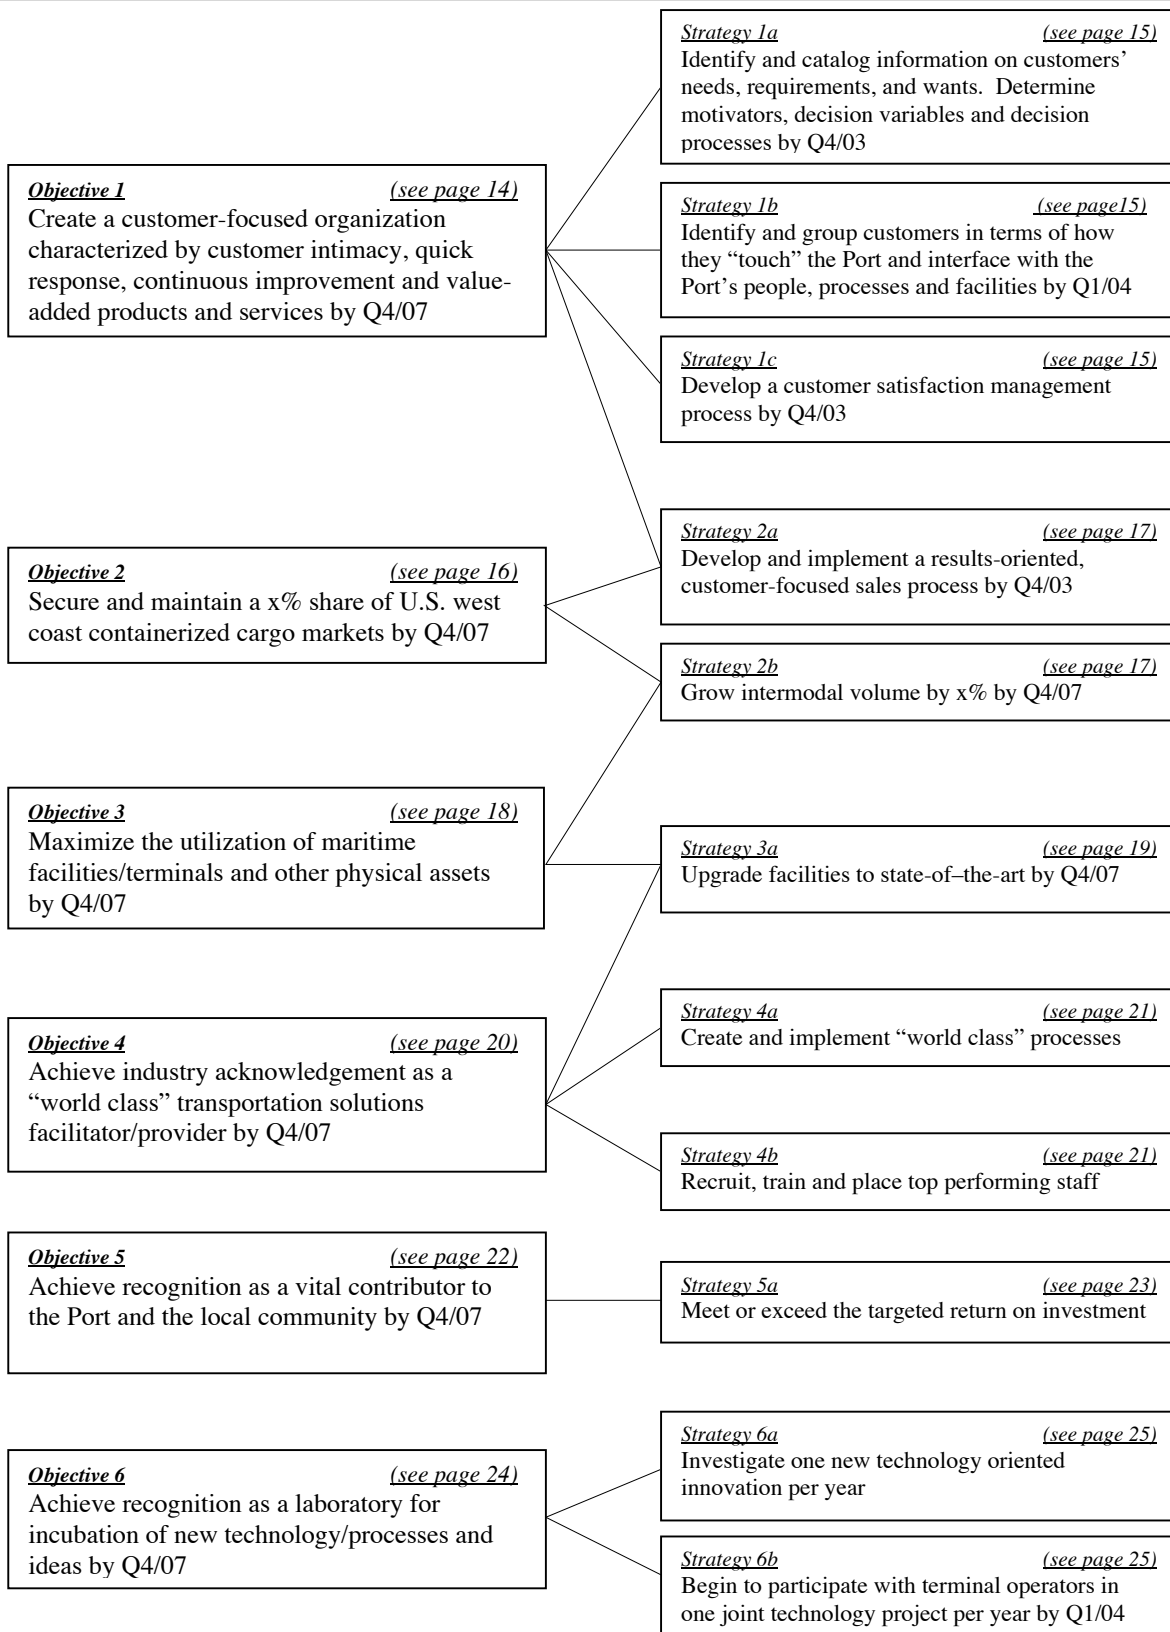 Strategy 1a (see page 15)
Identify and catalog information on customers’
needs, requirements, and wants.  Determine
motivators, decision variables and decision
processes by Q4/03
Objective 1 (see page 14)
Create a customer-focused organization
characterized by customer intimacy, quick
response, continuous improvement and value-
added products and services by Q4/07
Strategy 1b (see page15)
Identify and group customers in terms of how
they “touch” the Port and interface with the
Port’s people, processes and facilities by Q1/04
Strategy 1c (see page 15)
Develop a customer satisfaction management
process by Q4/03
Strategy 2a (see page 17)
Develop and implement a results-oriented,
customer-focused sales process by Q4/03
Objective 2 (see page 16)
Secure and maintain a x% share of U.S. west
coast containerized cargo markets by Q4/07
Strategy 2b (see page 17)
Grow intermodal volume by x% by Q4/07
Objective 3 (see page 18)
Maximize the utilization of maritime
facilities/terminals and other physical assets
by Q4/07
Strategy 3a (see page 19)
Upgrade facilities to state-of–the-art by Q4/07
Strategy 4a (see page 21)
Create and implement “world class” processes
Objective 4 (see page 20)
Achieve industry acknowledgement as a
“world class” transportation solutions
facilitator/provider by Q4/07
Strategy 4b (see page 21)
Recruit, train and place top performing staff
Objective 5 (see page 22)
Achieve recognition as a vital contributor to
the Port and the local community by Q4/07
Strategy 5a (see page 23)
Meet or exceed the targeted return on investment
Strategy 6a (see page 25)
Investigate one new technology oriented
innovation per year
Objective 6 (see page 24)
Achieve recognition as a laboratory for
incubation of new technology/processes and
ideas by Q4/07
Strategy 6b (see page 25)
Begin to participate with terminal operators in
one joint technology project per year by Q1/04